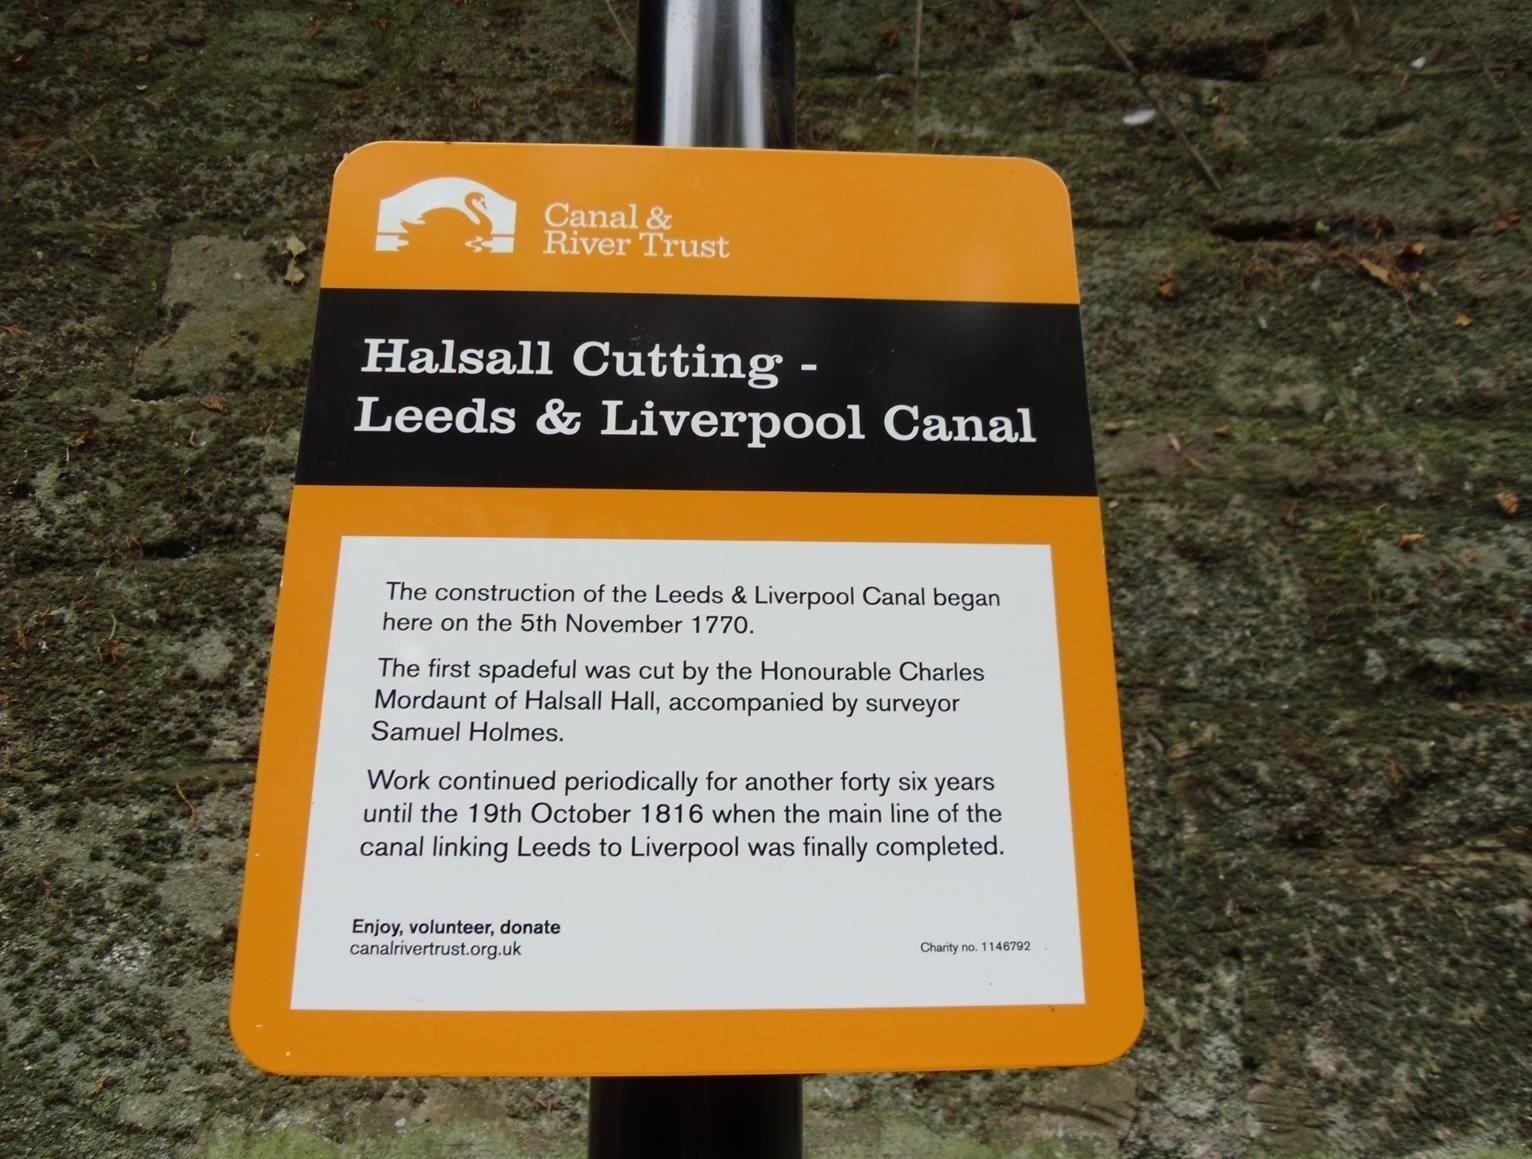 Canal &
River Trust
Halsall Cutting -
Leeds & Liverpool Canal
The construction of the Leeds & Liverpool Canal began
here on the 5th November 1770.
The first spadeful was cut by the Honourable Charles
Mordaunt of Halsall Hall, accompanied by surveyor
Samuel Holmes.
Work continued periodically for another forty six years
until the 19th October 1816 when the main line of the
canal linking Leeds to Liverpool was finally completed.
Enjoy, volunteer, donate
canalrivertrust.org.uk
Charity no. 1146792